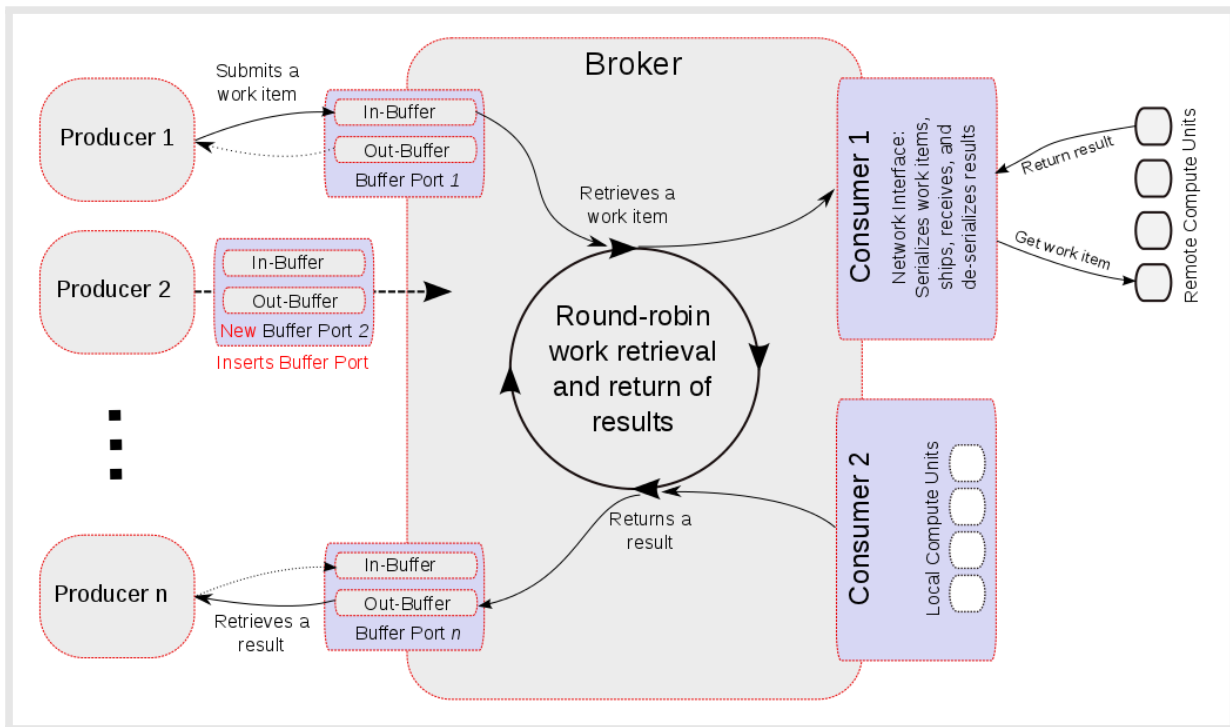 Broker
Submits a
work item
Producer 1
In-Buffer
Out-Buffer
Buffer Port 1
Retrieves a
work item
Consumer 1
Network Interface:
Serializes work items,
ships, receives, and
de-serializes results
Return result
Get work item
Remote Compute Units
Producer 2
In-Buffer
Out-Buffer
New Buffer Port 2
Inserts Buffer Port
Round-robin
work retrieval
and return of
results
Consumer 2
Local Compute Units
Returns a
result
Producer n
In-Buffer
Out-Buffer
Buffer Port n
Retrieves a
result